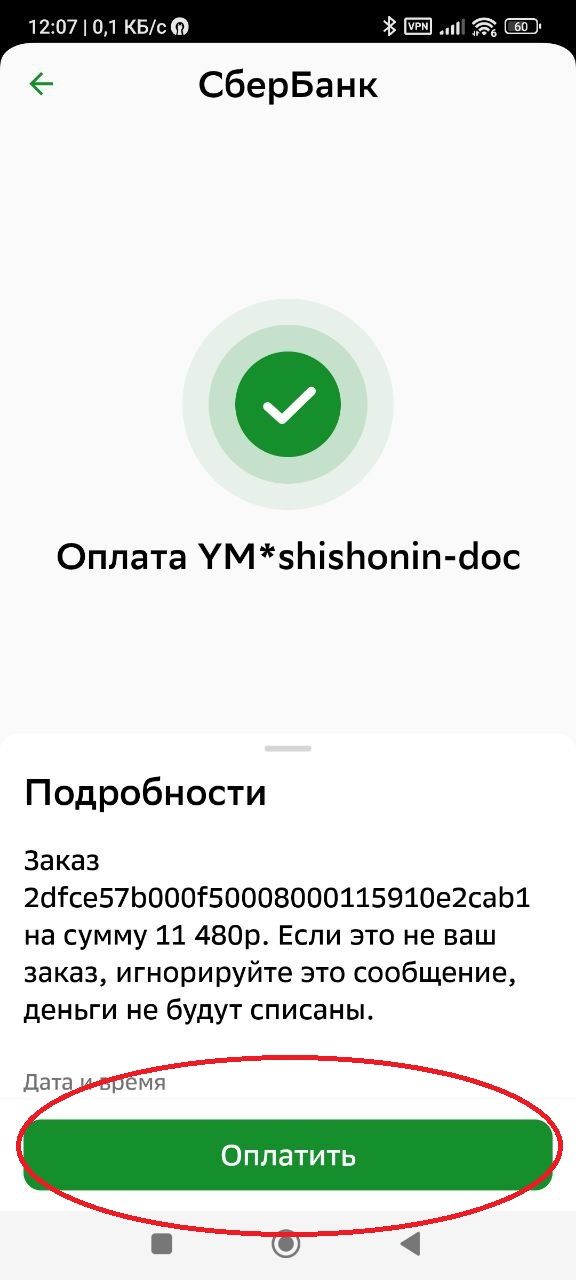 12:07 | 0,1 КБ/с
VPN 6 60
СберБанк
Оплата YM*shishonin-doc
Подробности
Заказ
2dfce57b000f50008000115910e2cab1
на сумму 11 480р. Если это не ваш
заказ, игнорируйте это сообщение,
деньги не будут списаны.
Дата и время
Оплатить